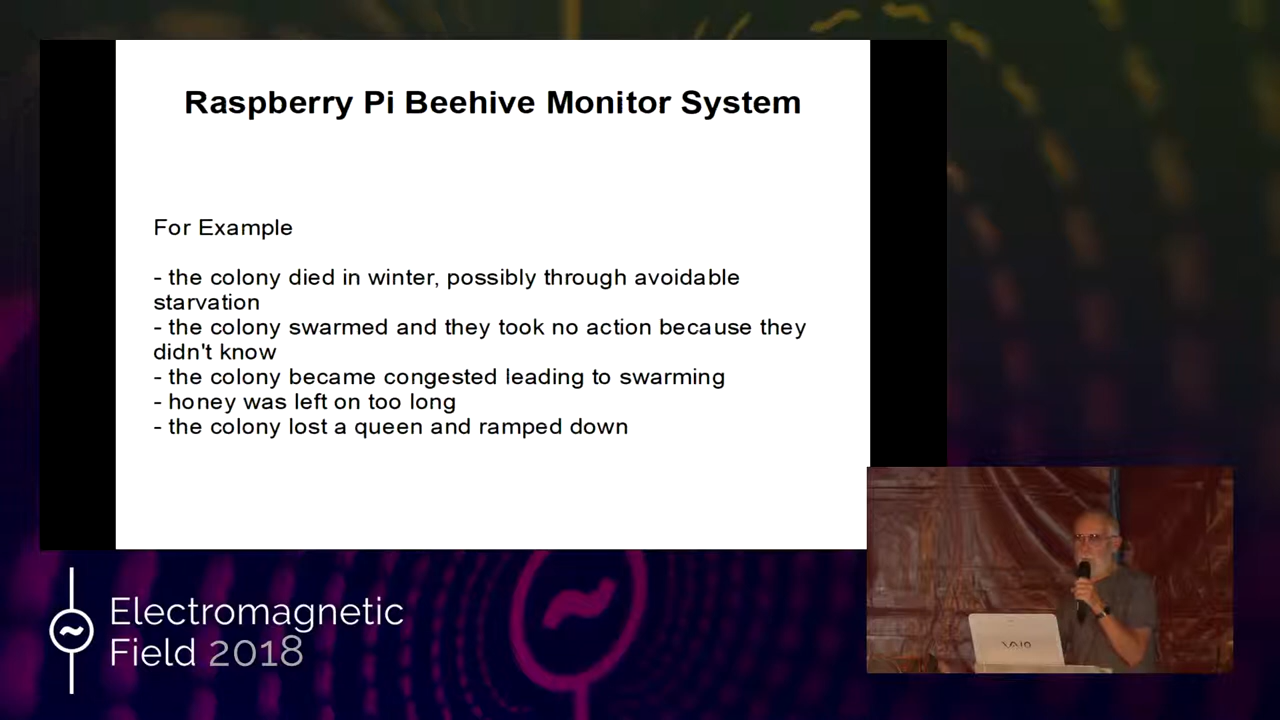 Raspberry Pi Beehive Monitor System
For Example
- the colony died in winter, possibly through avoidable
starvation
- the colony swarmed and they took no action because they
didn't know
- the colony became congested leading to swarming
- honey was left on too long
- the colony lost a queen and ramped down
Electromagnetic
Field 2018
VAIO